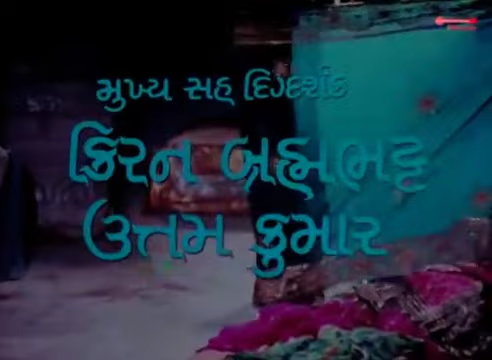 મુખ્ય સહ દિગ્દર્શક
કિરન બ્રહ્મભટ્ટ
ઉત્તમ કુમાર